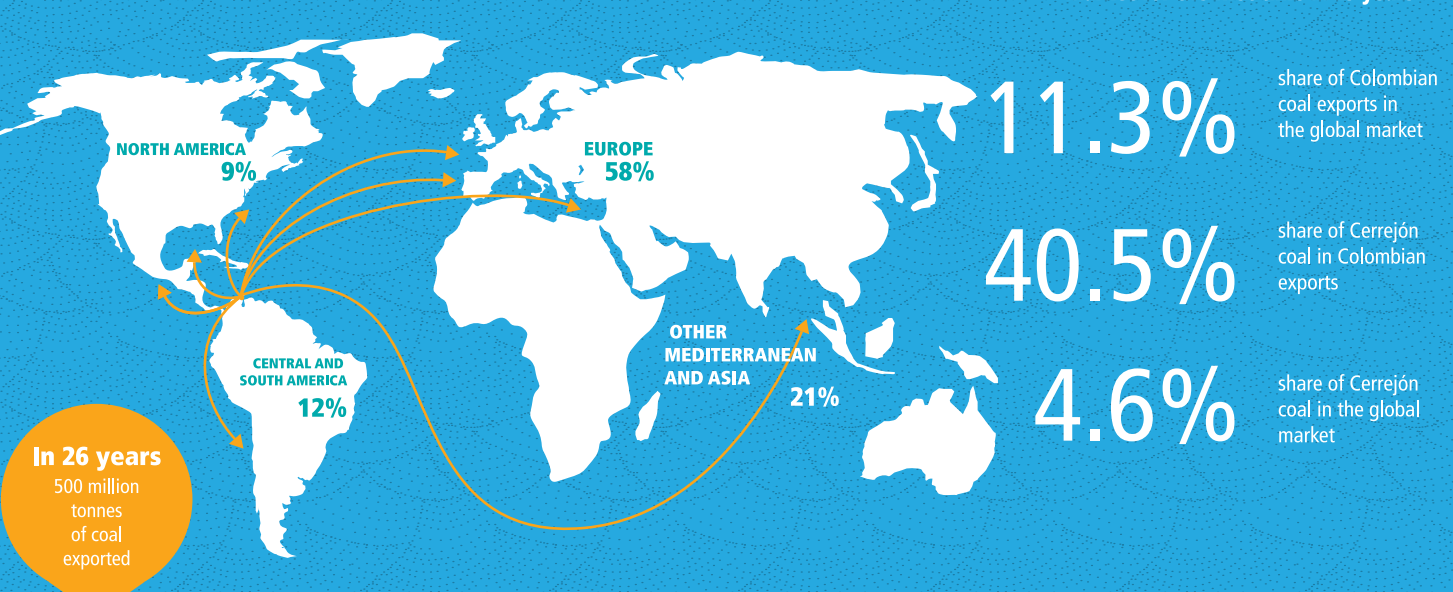 NORTH AMERICA
9%
EUROPE
58%
CENTRAL AND
SOUTH AMERICA
12%
OTHER
MEDITERRANEAN
AND ASIA
21%
In 26 years
500 million
tonnes
of coal
exported
11.3%
share of Colombian
coal exports in
the global market
40.5%
share of Cerrejón
coal in Colombian
exports
4.6%
share of Cerrejón
coal in the global
market